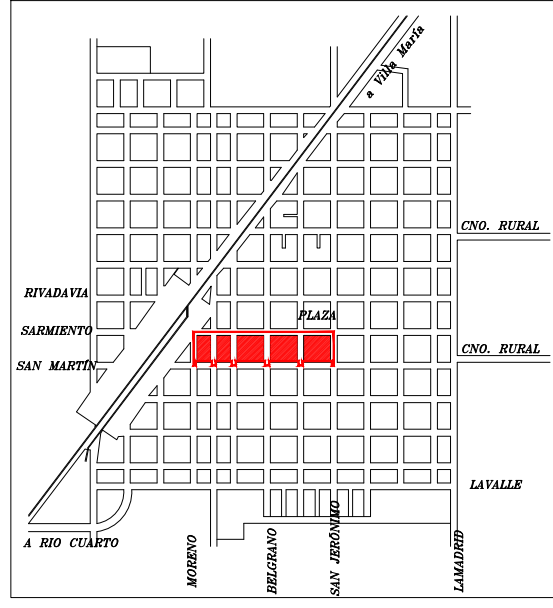 a Villa María
CNO. RURAL
RIVADAVIA
PLAZA
SARMIENTO
SAN MARTÍN
CNO. RURAL
LAVALLE
A RIO CUARTO
MORENO
BELGRANO
SAN JERÓNIMO
LAMADRID